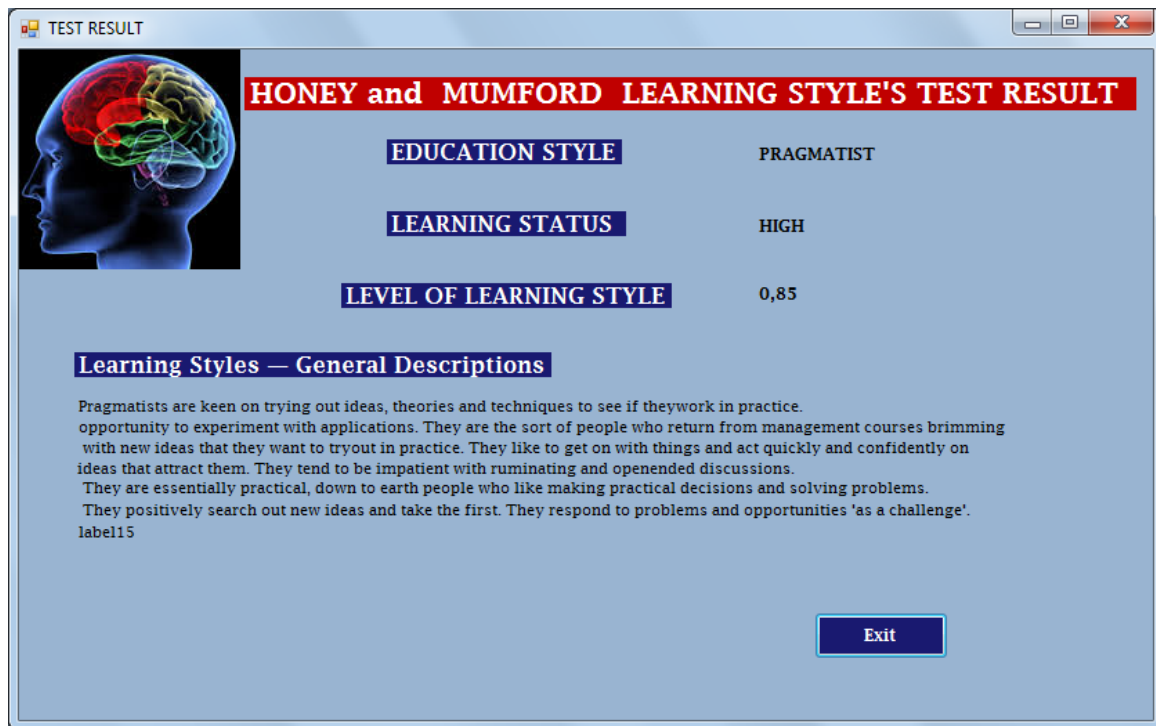 TEST RESULT
HONEY and MUMFORD LEARNING STYLE'S TEST RESULT
EDUCATION STYLE PRAGMATIST
LEARNING STATUS HIGH
LEVEL OF LEARNING STYLE 0,85
Learning Styles — General Descriptions
Pragmatists are keen on trying out ideas, theories and techniques to see if theywork in practice.
opportunity to experiment with applications. They are the sort of people who return from management courses brimming
with new ideas that they want to tryout in practice. They like to get on with things and act quickly and confidently on
ideas that attract them. They tend to be impatient with ruminating and openended discussions.
They are essentially practical, down to earth people who like making practical decisions and solving problems.
They positively search out new ideas and take the first. They respond to problems and opportunities 'as a challenge'.
label15
Exit